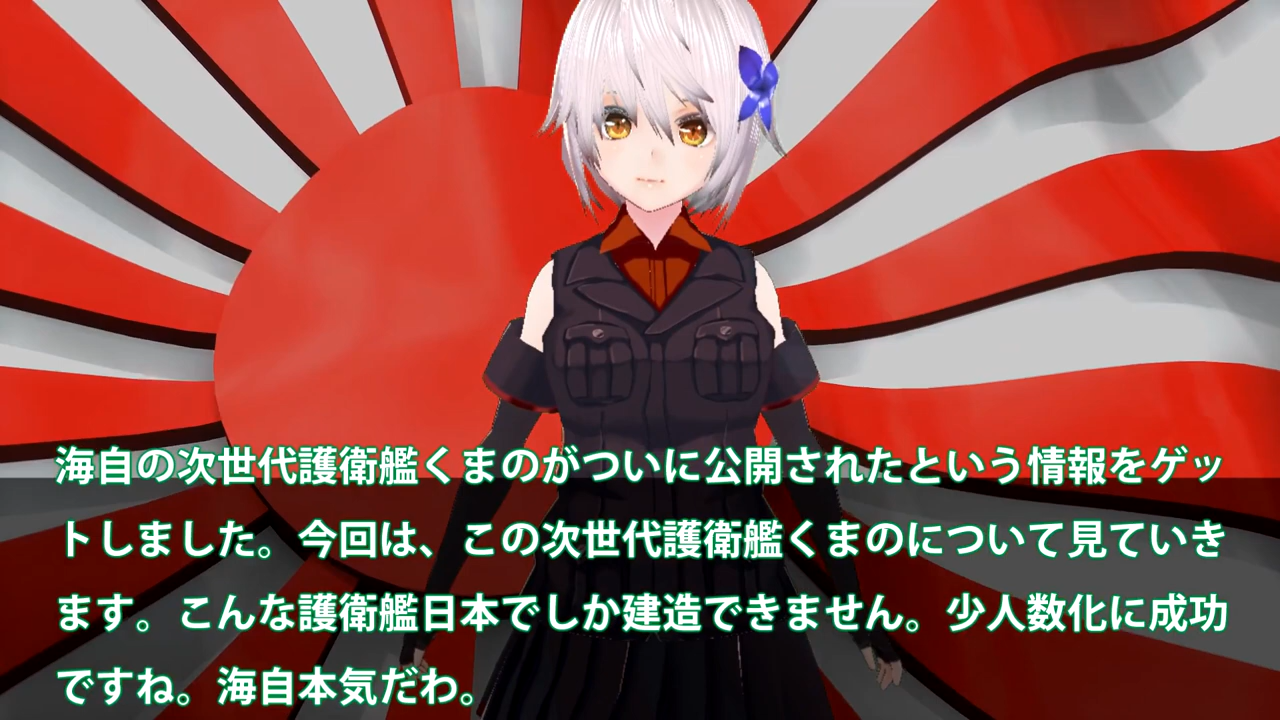 海自の次世代護衛艦くまのがついに公開されたという情報をゲッ
トしました。今回は、この次世代護衛艦くまのについて見ていき
ます。こんな護衛艦日本でしか建造できません。少人数化に成功
ですね。海自本気だわ。